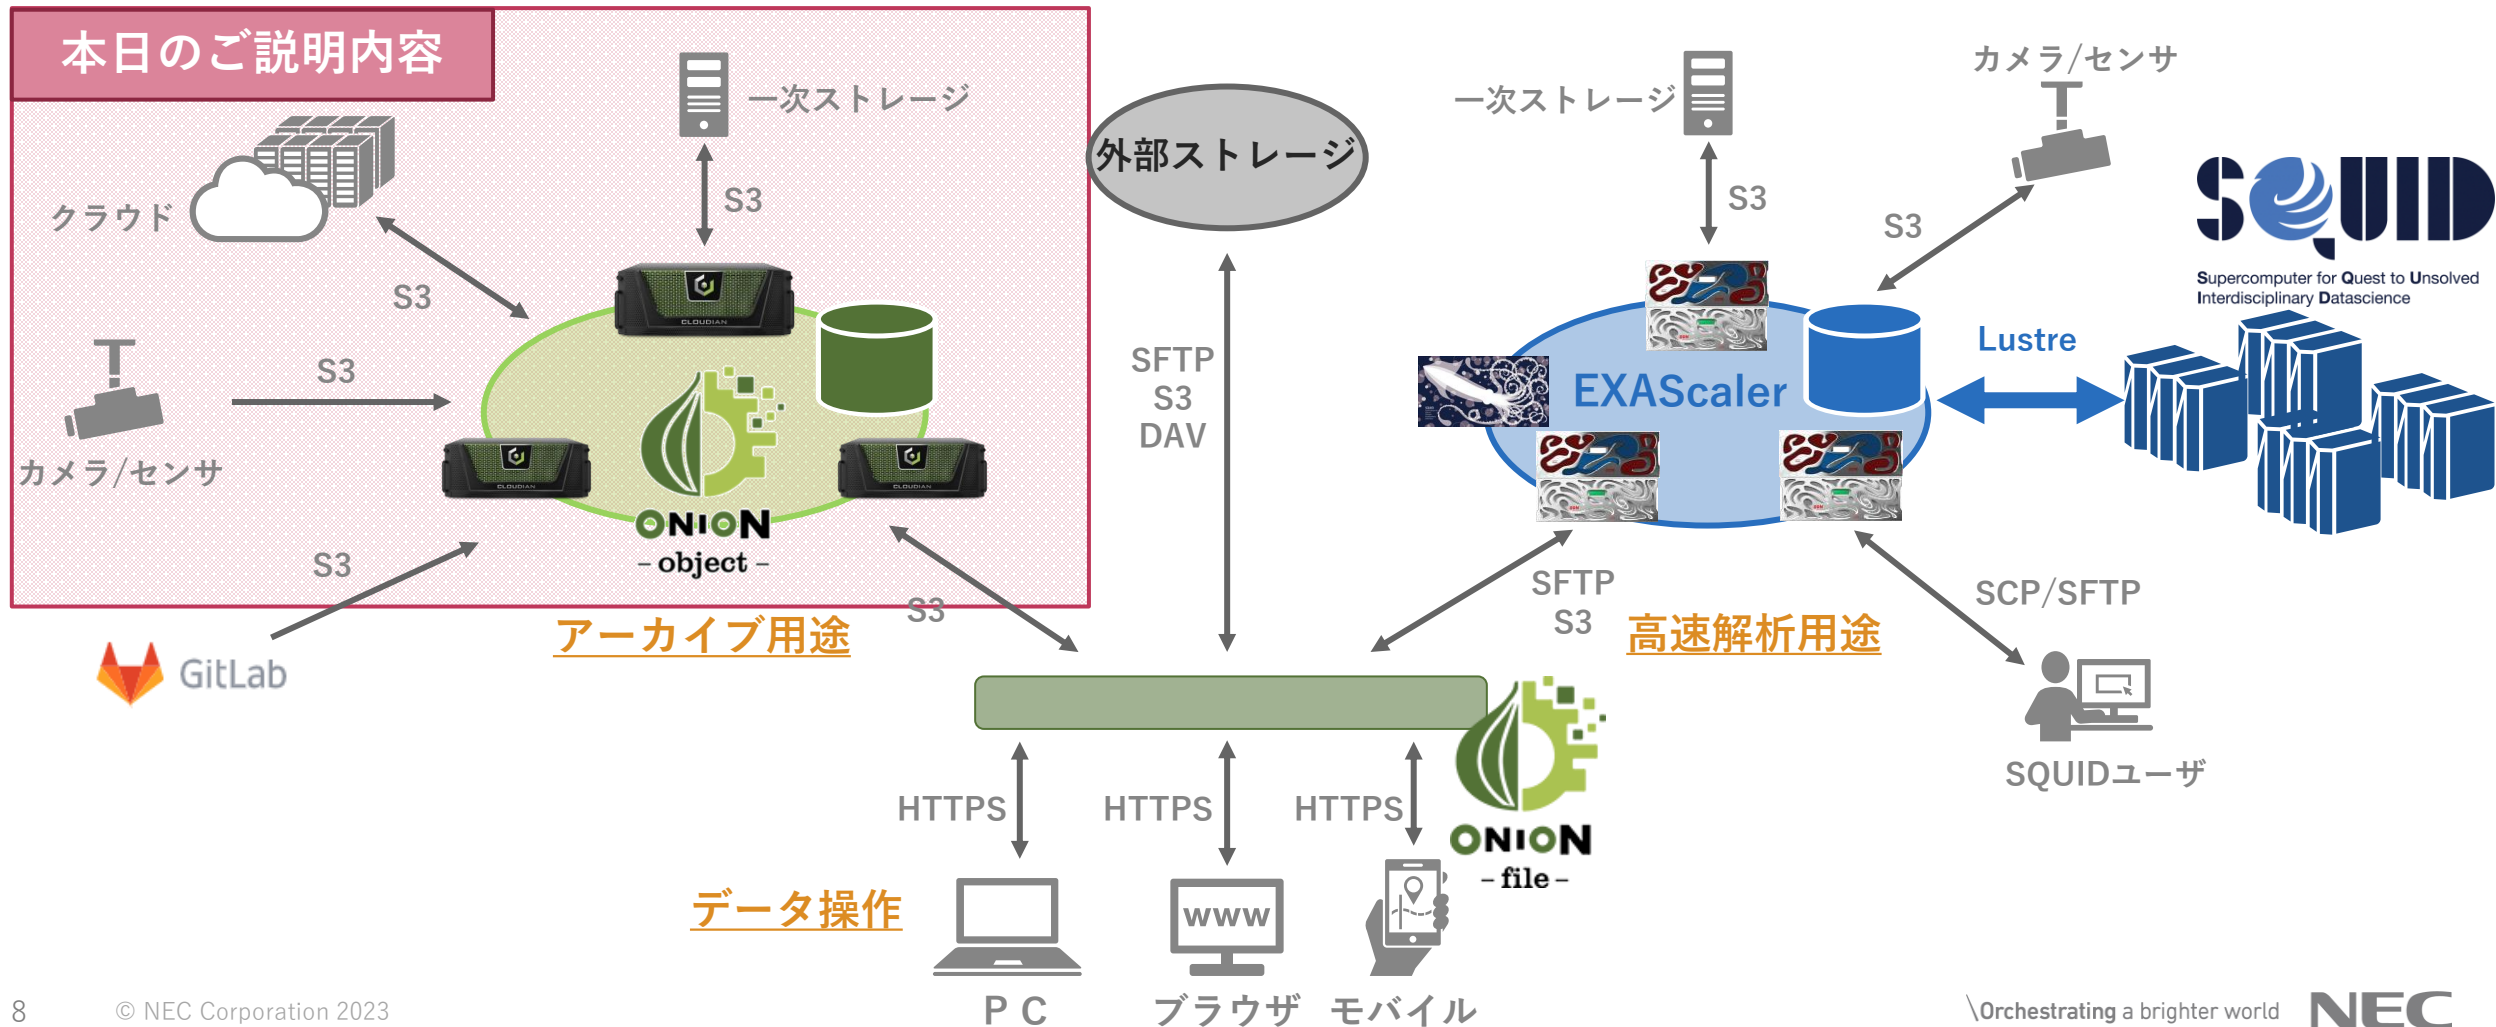 本日のご説明内容
一次ストレージ
S3
クラウド
S3
カメラ/センサ
S3
CLOUDIAN
CLOUDIAN
CLOUDIAN
ONION
– object –
S3
GitLab
アーカイブ用途
S3
外部ストレージ
SFTP
S3
DAV
一次ストレージ
S3
カメラ/センサ
S3
SQUID
Supercomputer for Quest to Unsolved
Interdisciplinary Datascience
EXAScaler
Lustre
SFTP
S3
高速解析用途
SCP/SFTP
SQUIDユーザ
HTTPS
HTTPS
HTTPS
ONION
– file –
データ操作
WWW
ＰＣ
ブラウザ
モバイル
8
© NEC Corporation 2023
\Orchestrating a brighter world
NEC